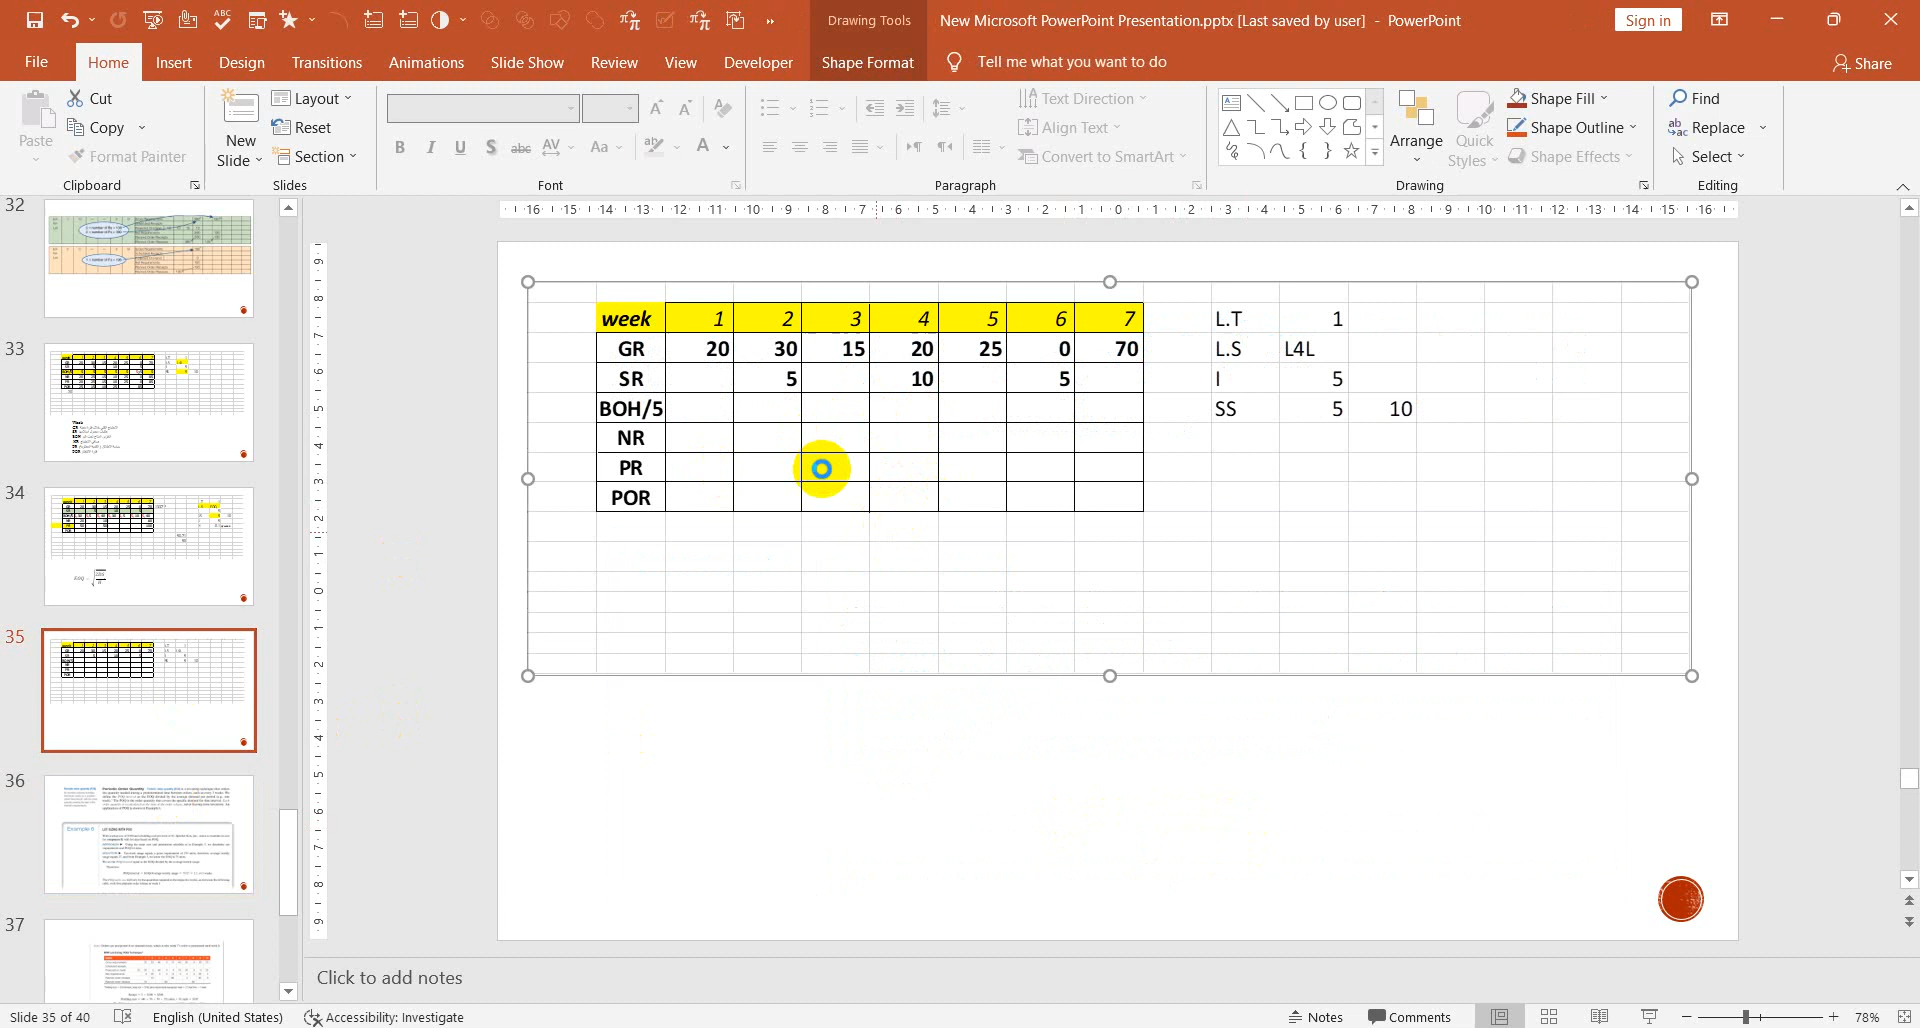 Drawing Tools
New Microsoft PowerPoint Presentation.pptx [Last saved by user] - PowerPoint
Sign in
File Home Insert Design Transitions Animations Slide Show Review View Developer Shape Format Tell me what you want to do Share
Paste
Cut
Copy
Format Painter
Clipboard
New Slide
Layout
Reset
Section
Slides
Font
Text Direction
Align Text
Convert to SmartArt
Paragraph
Arrange
Quick Styles
Shape Fill
Shape Outline
Shape Effects
Drawing
Find
Replace
Select
Editing
32
33
34
35
36
37
week 1 2 3 4 5 6 7 L.T 1
GR 20 30 15 20 25 0 70 L.S L4L
SR 5 10 5 I 5
BOH/5 SS 5 10
NR
PR
POR
Click to add notes
Slide 35 of 40 English (United States) Accessibility: Investigate Notes Comments 78%